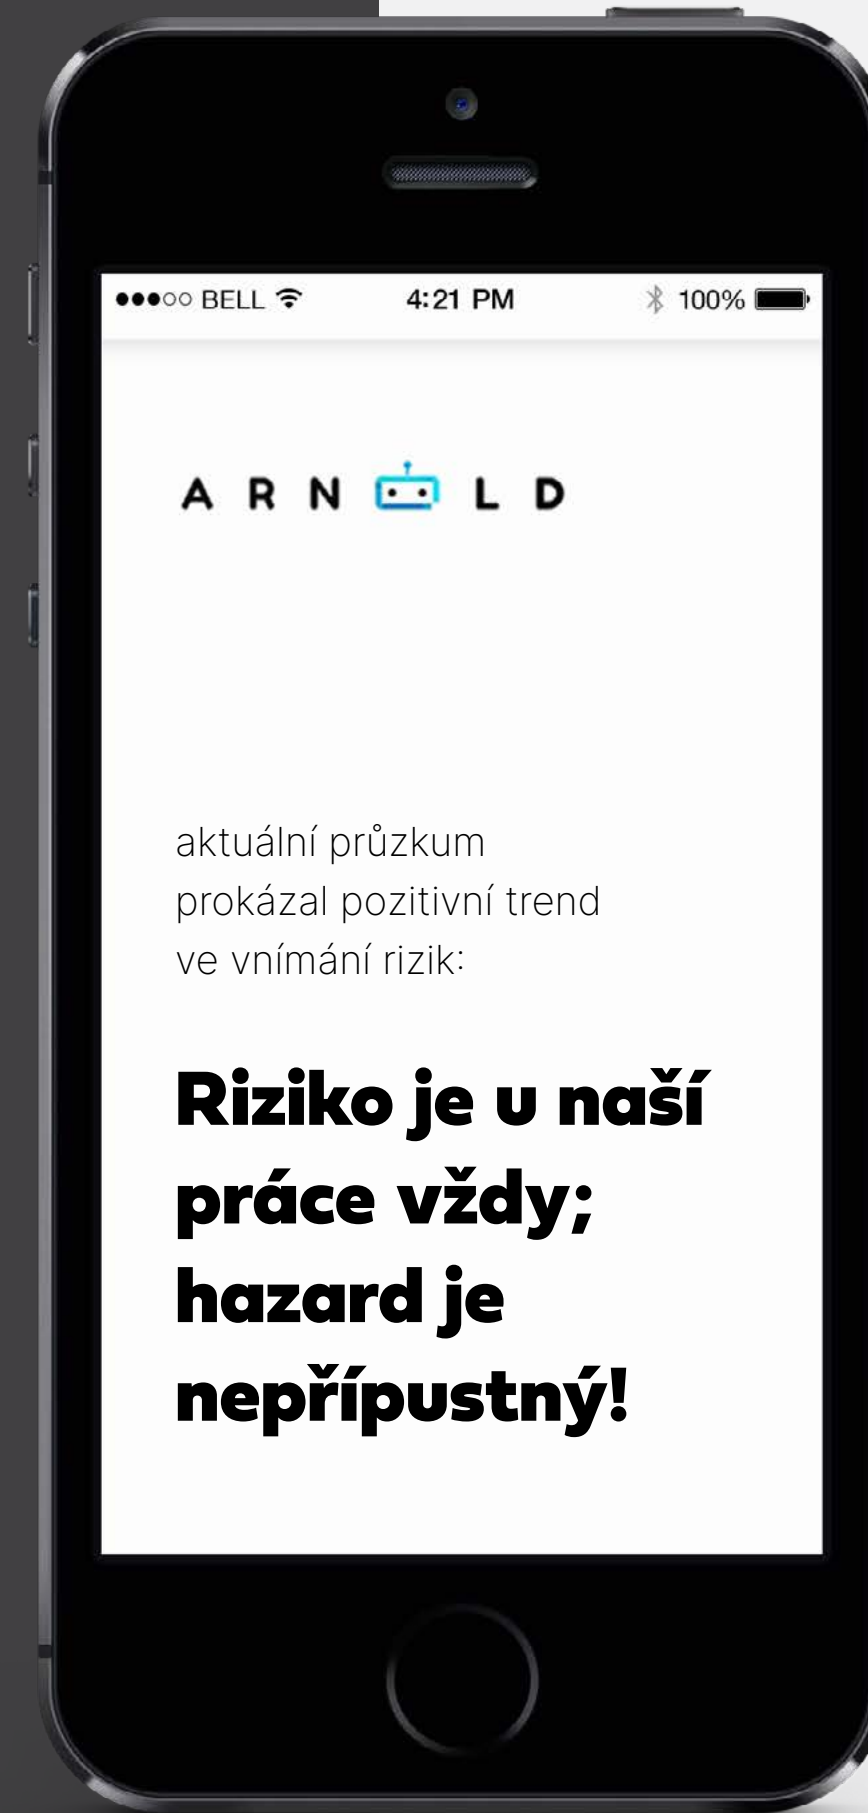 BELL 4:21 PM 100%
ARNOLD
aktuální průzkum
prokázal pozitivní trend
ve vnímání rizik:
Riziko je u naší
práce vždy;
hazard je
nepřípustný!